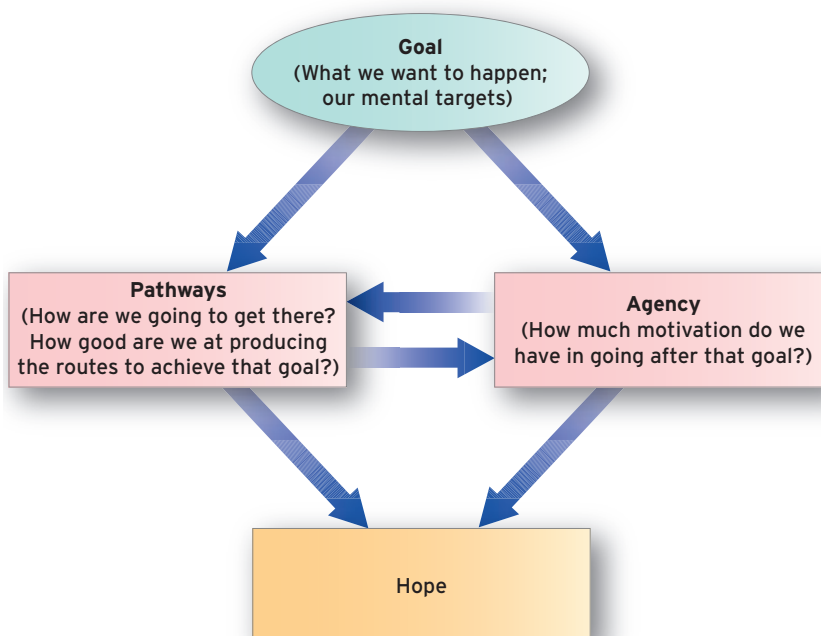 Goal
(What we want to happen;
our mental targets)
Pathways
(How are we going to get there?
How good are we at producing
the routes to achieve that goal?)
Agency
(How much motivation do we
have in going after that goal?)
Hope